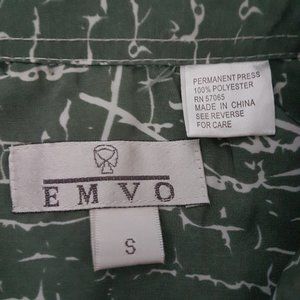 PERMANENT PRESS
100% POLYESTER
RN 57065
MADE IN CHINA
SEE REVERSE
FOR CARE
EMVO
S